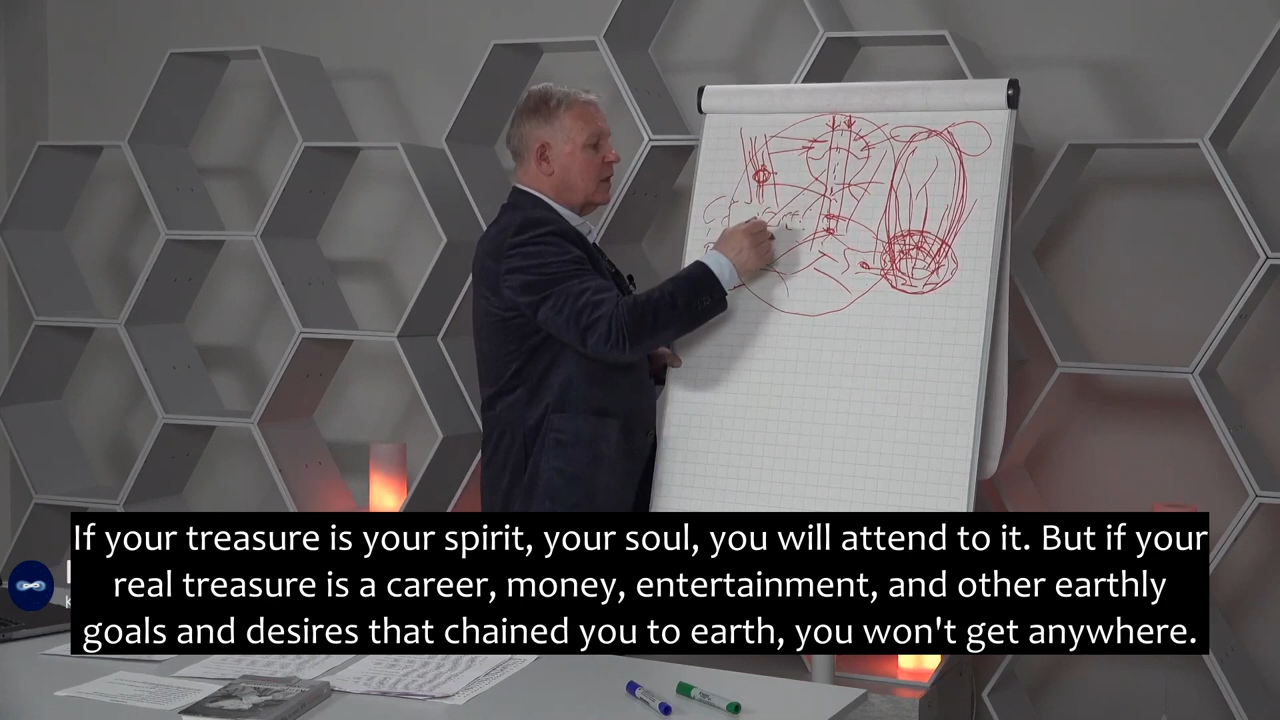 If your treasure is your spirit, your soul, you will attend to it. But if your
real treasure is a career, money, entertainment, and other earthly
goals and desires that chained you to earth, you won't get anywhere.